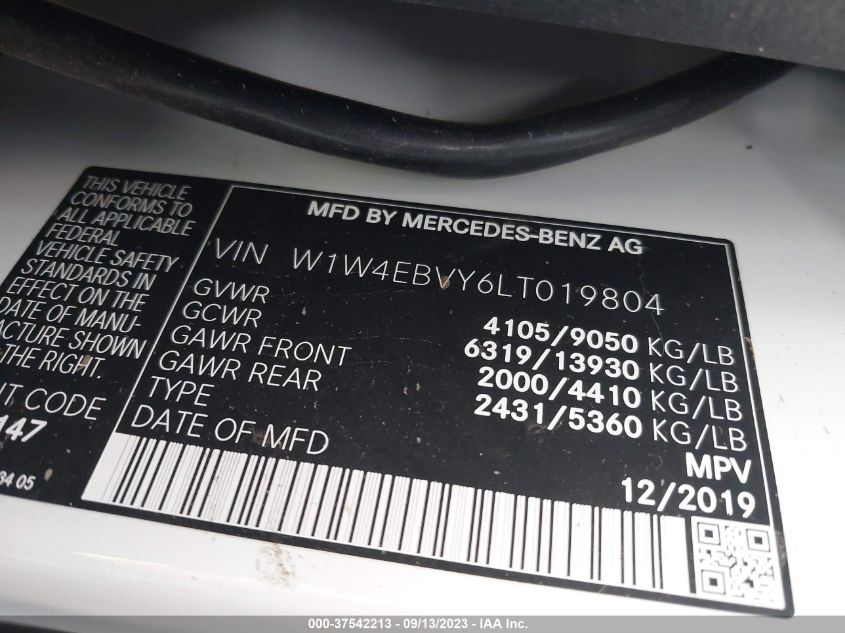 THIS VEHICLE
CONFORMS TO
ALL APPLICABLE
FEDERAL
VEHICLE SAFETY
STANDARDS IN
EFFECT ON THE
DATE OF MANU-
ACTURE SHOWN
THE RIGHT.
IT CODE
147
34 05
MFD BY MERCEDES-BENZ AG
VIN W1W4EBVY6LT019804
GVWR 4105/9050 KG/LB
GCWR 6319/13930 KG/LB
GAWR FRONT 2000/4410 KG/LB
GAWR REAR 2431/5360 KG/LB
TYPE MPV
DATE OF MFD 12/2019
000-37542213 - 09/13/2023 - IAA Inc.